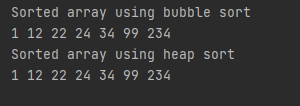 Sorted array using bubble sort
1 12 22 24 34 99 234
Sorted array using heap sort
1 12 22 24 34 99 234